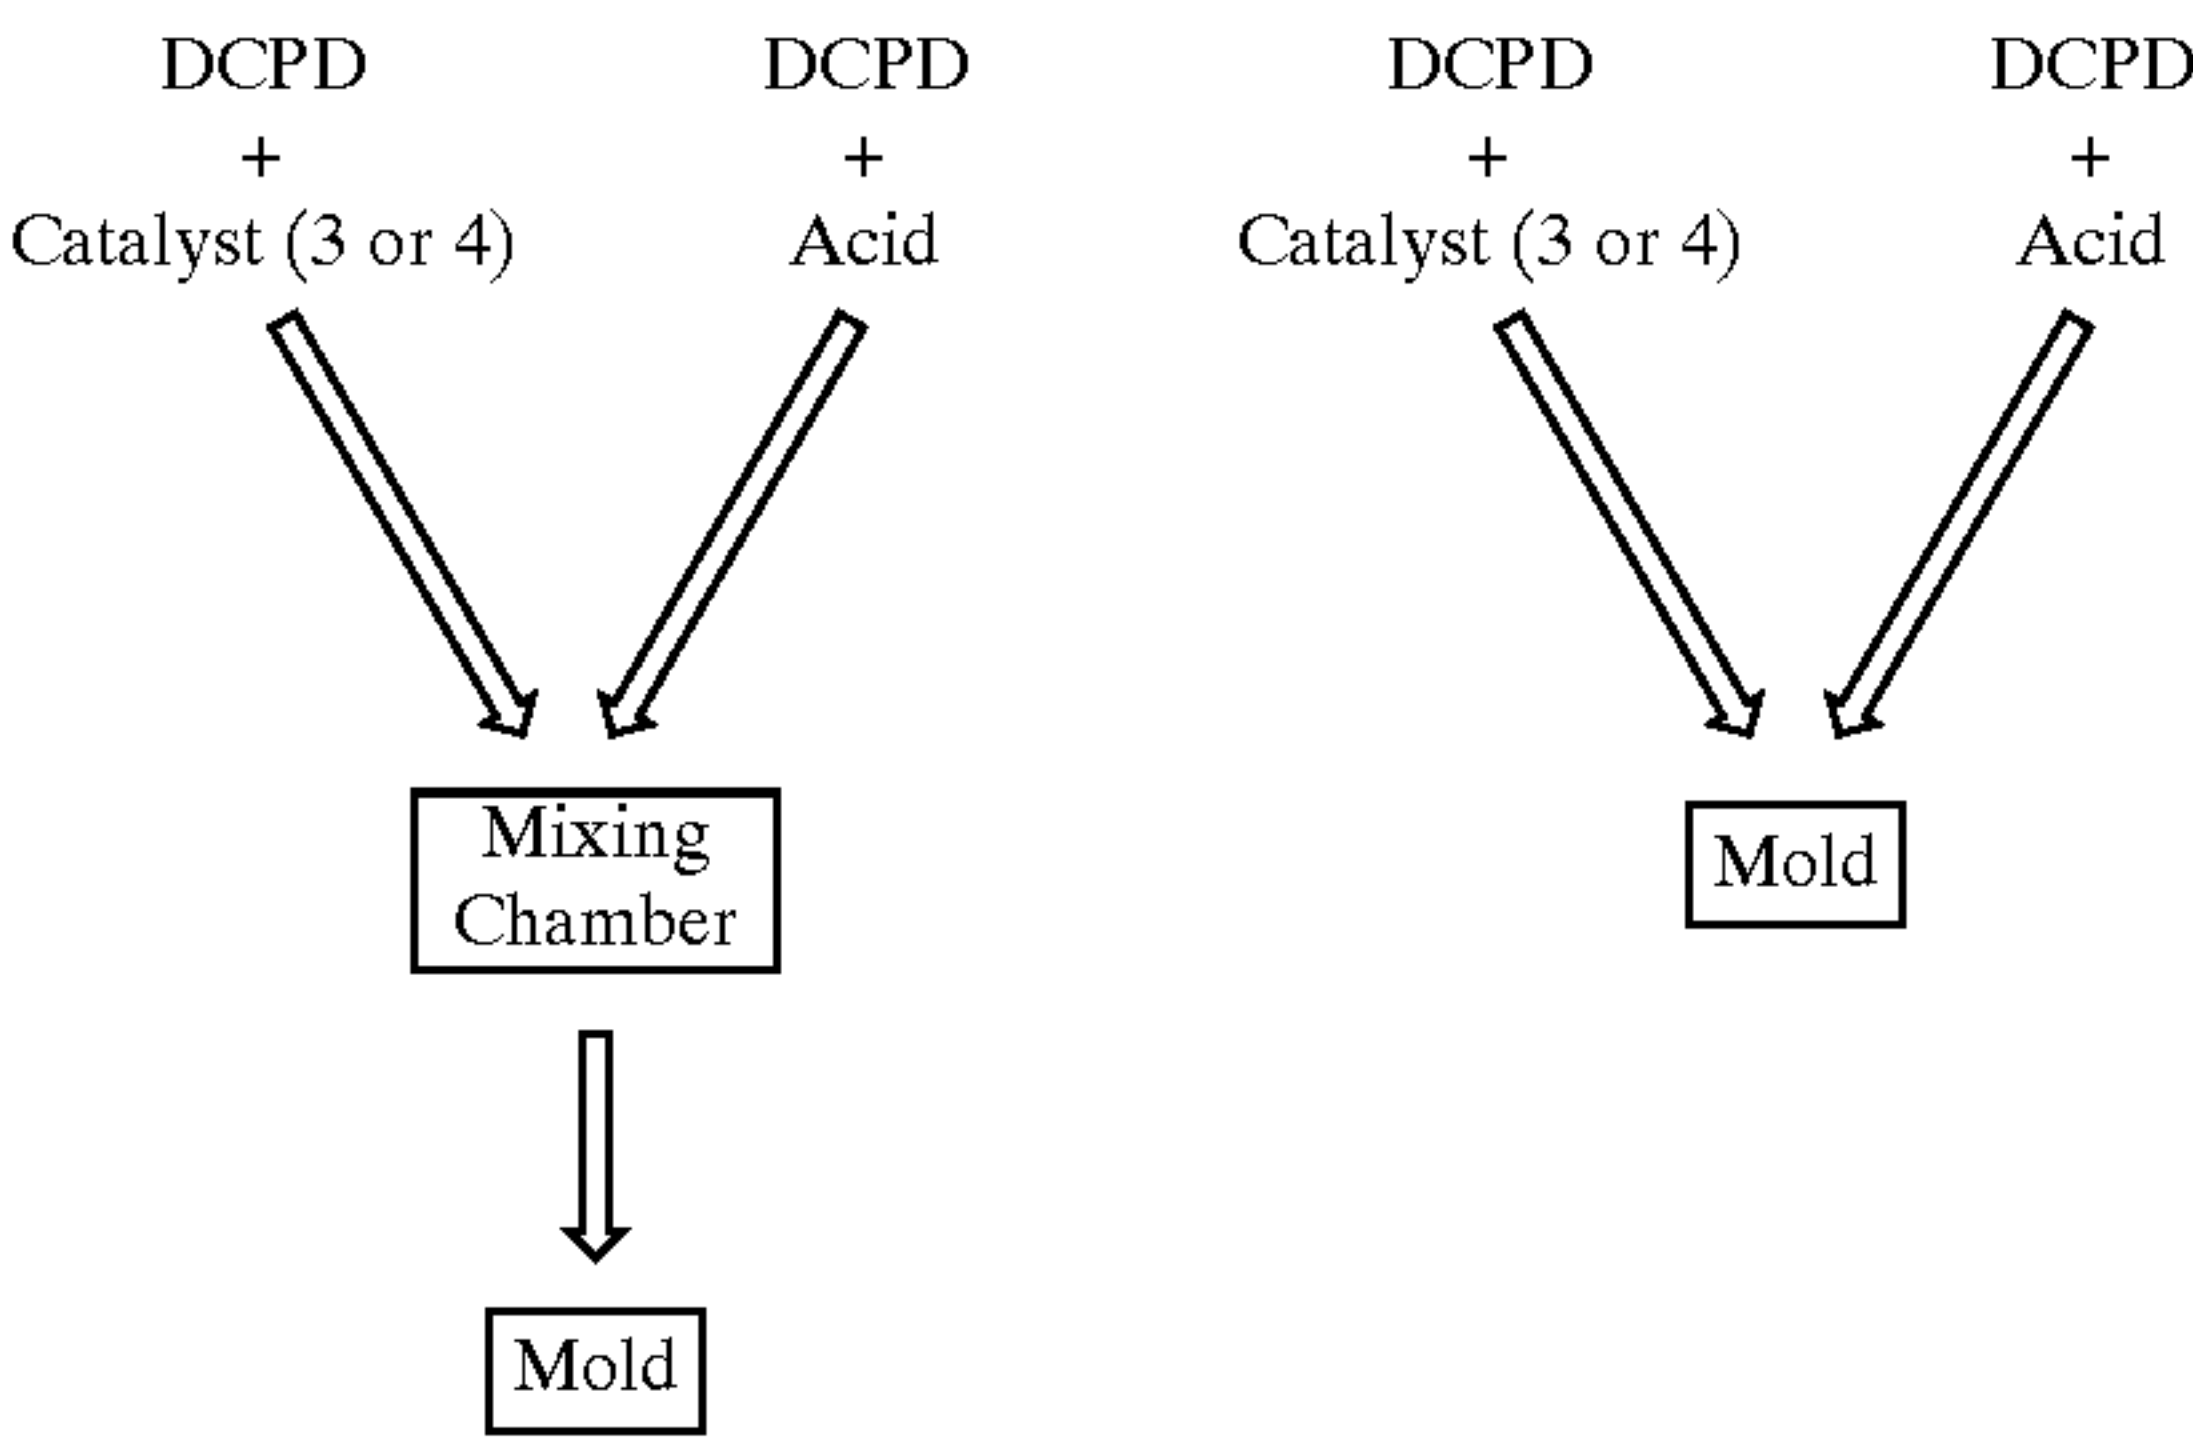 DCPD
+
Catalyst (3 or 4)
DCPD
+
Acid
Mixing
Chamber
Mold
DCPD
+
Catalyst (3 or 4)
DCPD
+
Acid
Mold